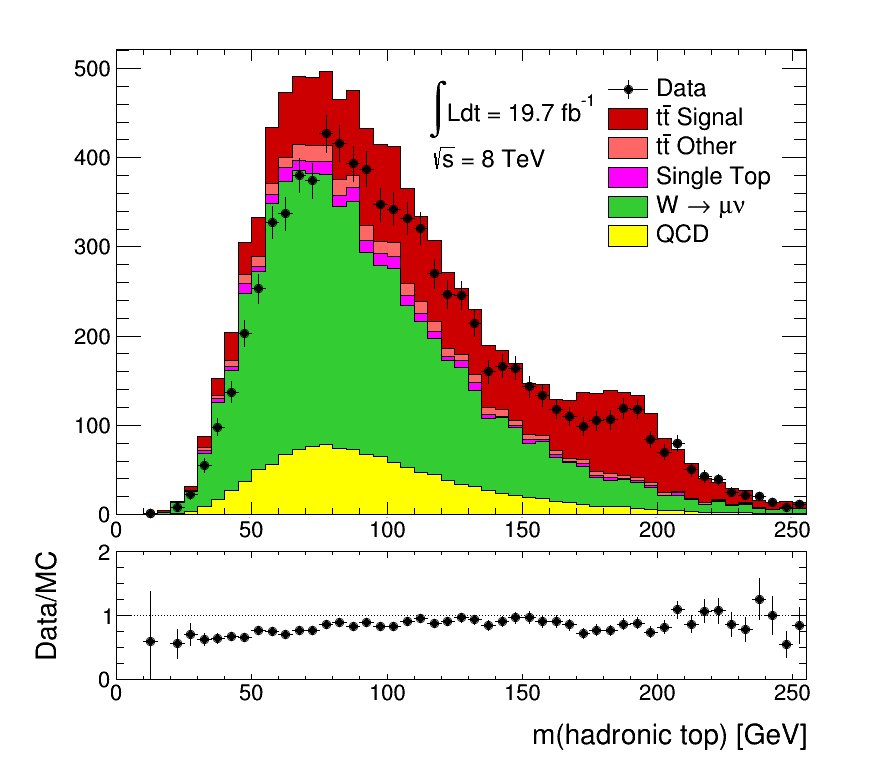 500
400
300
200
100
0
∫Ldt = 19.7 fb⁻¹
√s = 8 TeV
Data
tt̄ Signal
tt̄ Other
Single Top
W → μν
QCD
0 50 100 150 200 250
Data/MC
2
1
0
0 50 100 150 200 250
m(hadronic top) [GeV]